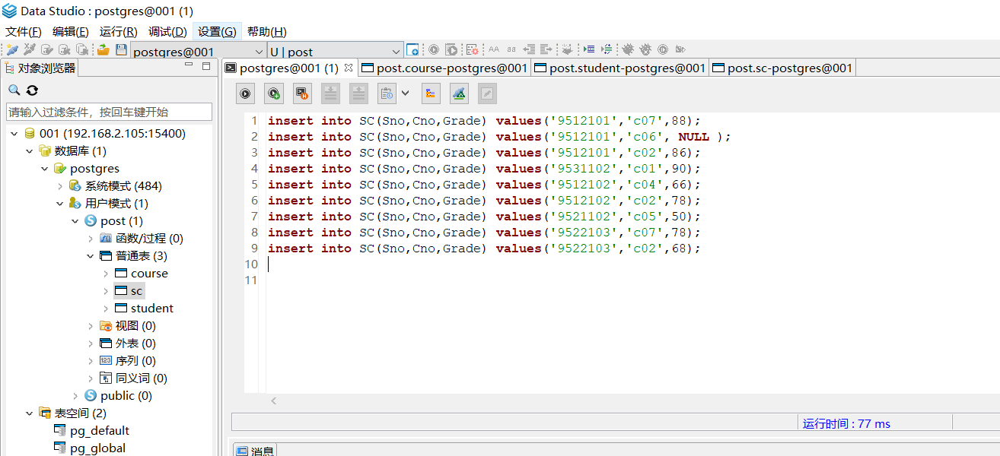 Data Studio : postgres@001 (1)
文件(F) 编辑(E) 运行(R) 调试(D) 设置(G) 帮助(H)
postgres@001 U | post
对象浏览器
postgres@001 (1) post.course-postgres@001 post.student-postgres@001 post.sc-postgres@001
请输入过滤条件，按回车键开始
001 (192.168.2.105:15400)
数据库 (1)
postgres
系统模式 (484)
用户模式 (1)
post (1)
函数/过程 (0)
普通表 (3)
course
sc
student
视图 (0)
外表 (0)
序列 (0)
同义词 (0)
public (0)
表空间 (2)
pg_default
pg_global
1 insert into SC(Sno,Cno,Grade) values('9512101','c07',88);
2 insert into SC(Sno,Cno,Grade) values('9512101','c06', NULL );
3 insert into SC(Sno,Cno,Grade) values('9512101','c02',86);
4 insert into SC(Sno,Cno,Grade) values('9531102','c01',90);
5 insert into SC(Sno,Cno,Grade) values('9512102','c04',66);
6 insert into SC(Sno,Cno,Grade) values('9512102','c02',78);
7 insert into SC(Sno,Cno,Grade) values('9521102','c05',50);
8 insert into SC(Sno,Cno,Grade) values('9522103','c07',78);
9 insert into SC(Sno,Cno,Grade) values('9522103','c02',68);
10
11
运行时间 : 77 ms
消息